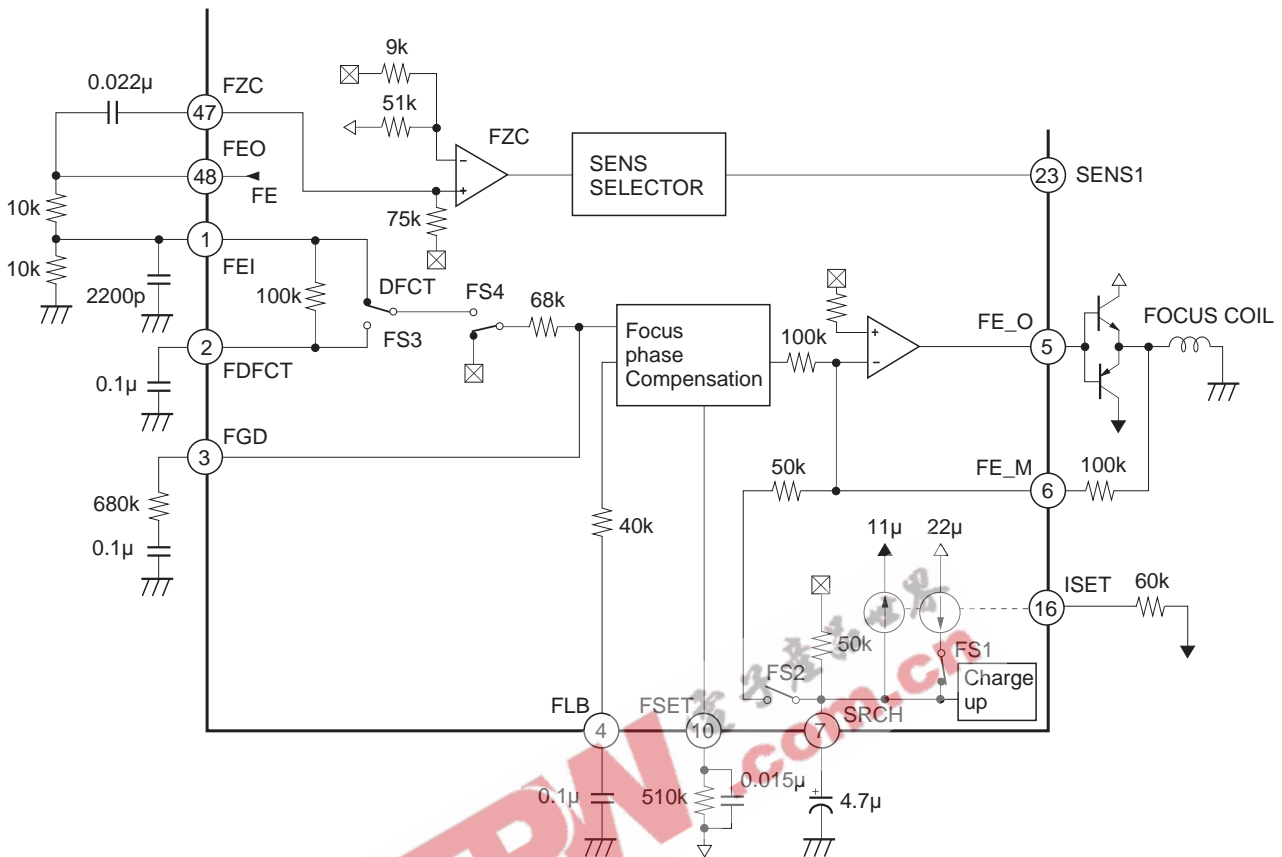 9k
0.022µ
FZC
47
51k
FZC
FEO
48
FE
SENS
SELECTOR
23
SENS1
10k
75k
1
FEI
10k
2200p
100k
DFCT
FS4
68k
FS3
2
FDFCT
0.1µ
Focus
phase
Compensation
100k
FE_O
5
FOCUS COIL
FGD
3
680k
0.1µ
50k
FE_M
6
100k
40k
11µ
22µ
ISET
16
60k
50k
FS1
FS2
Charge
up
FLB
4
FSET
10
SRCH
7
0.1µ
510k
0.015µ
4.7µ
.com.cn